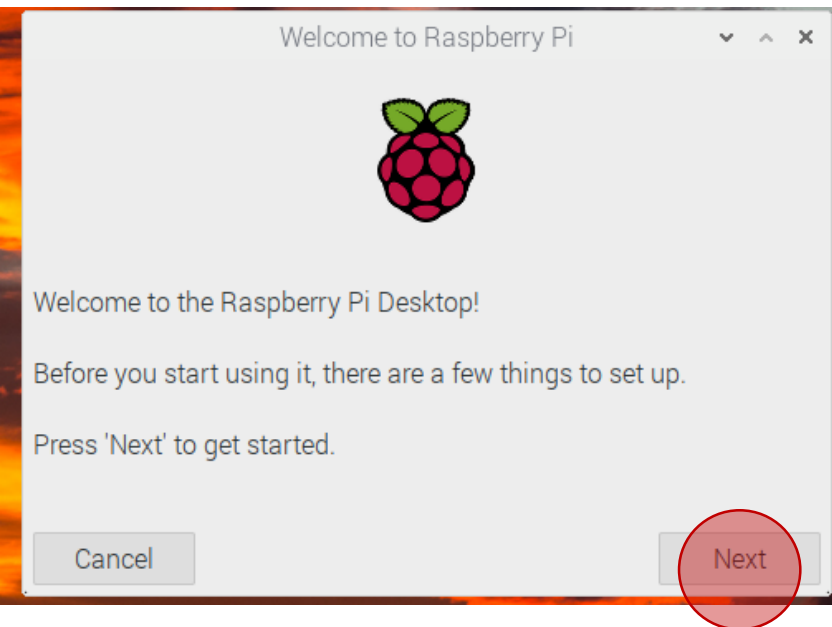 Welcome to Raspberry Pi
Welcome to the Raspberry Pi Desktop!
Before you start using it, there are a few things to set up.
Press 'Next' to get started.
Cancel
Next